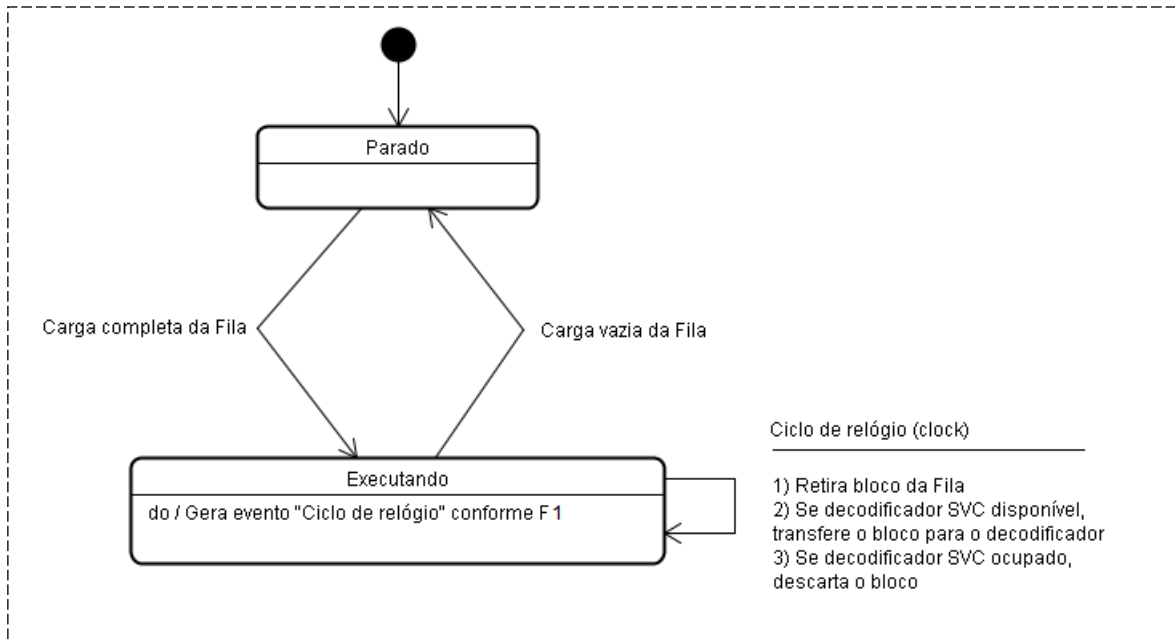 Parado
Carga completa da Fila
Carga vazia da Fila
Executando
do / Gera evento "Ciclo de relógio" conforme F1
Ciclo de relógio (clock)
1) Retira bloco da Fila
2) Se decodificador SVC disponível,
transfere o bloco para o decodificador
3) Se decodificador SVC ocupado,
descarta o bloco